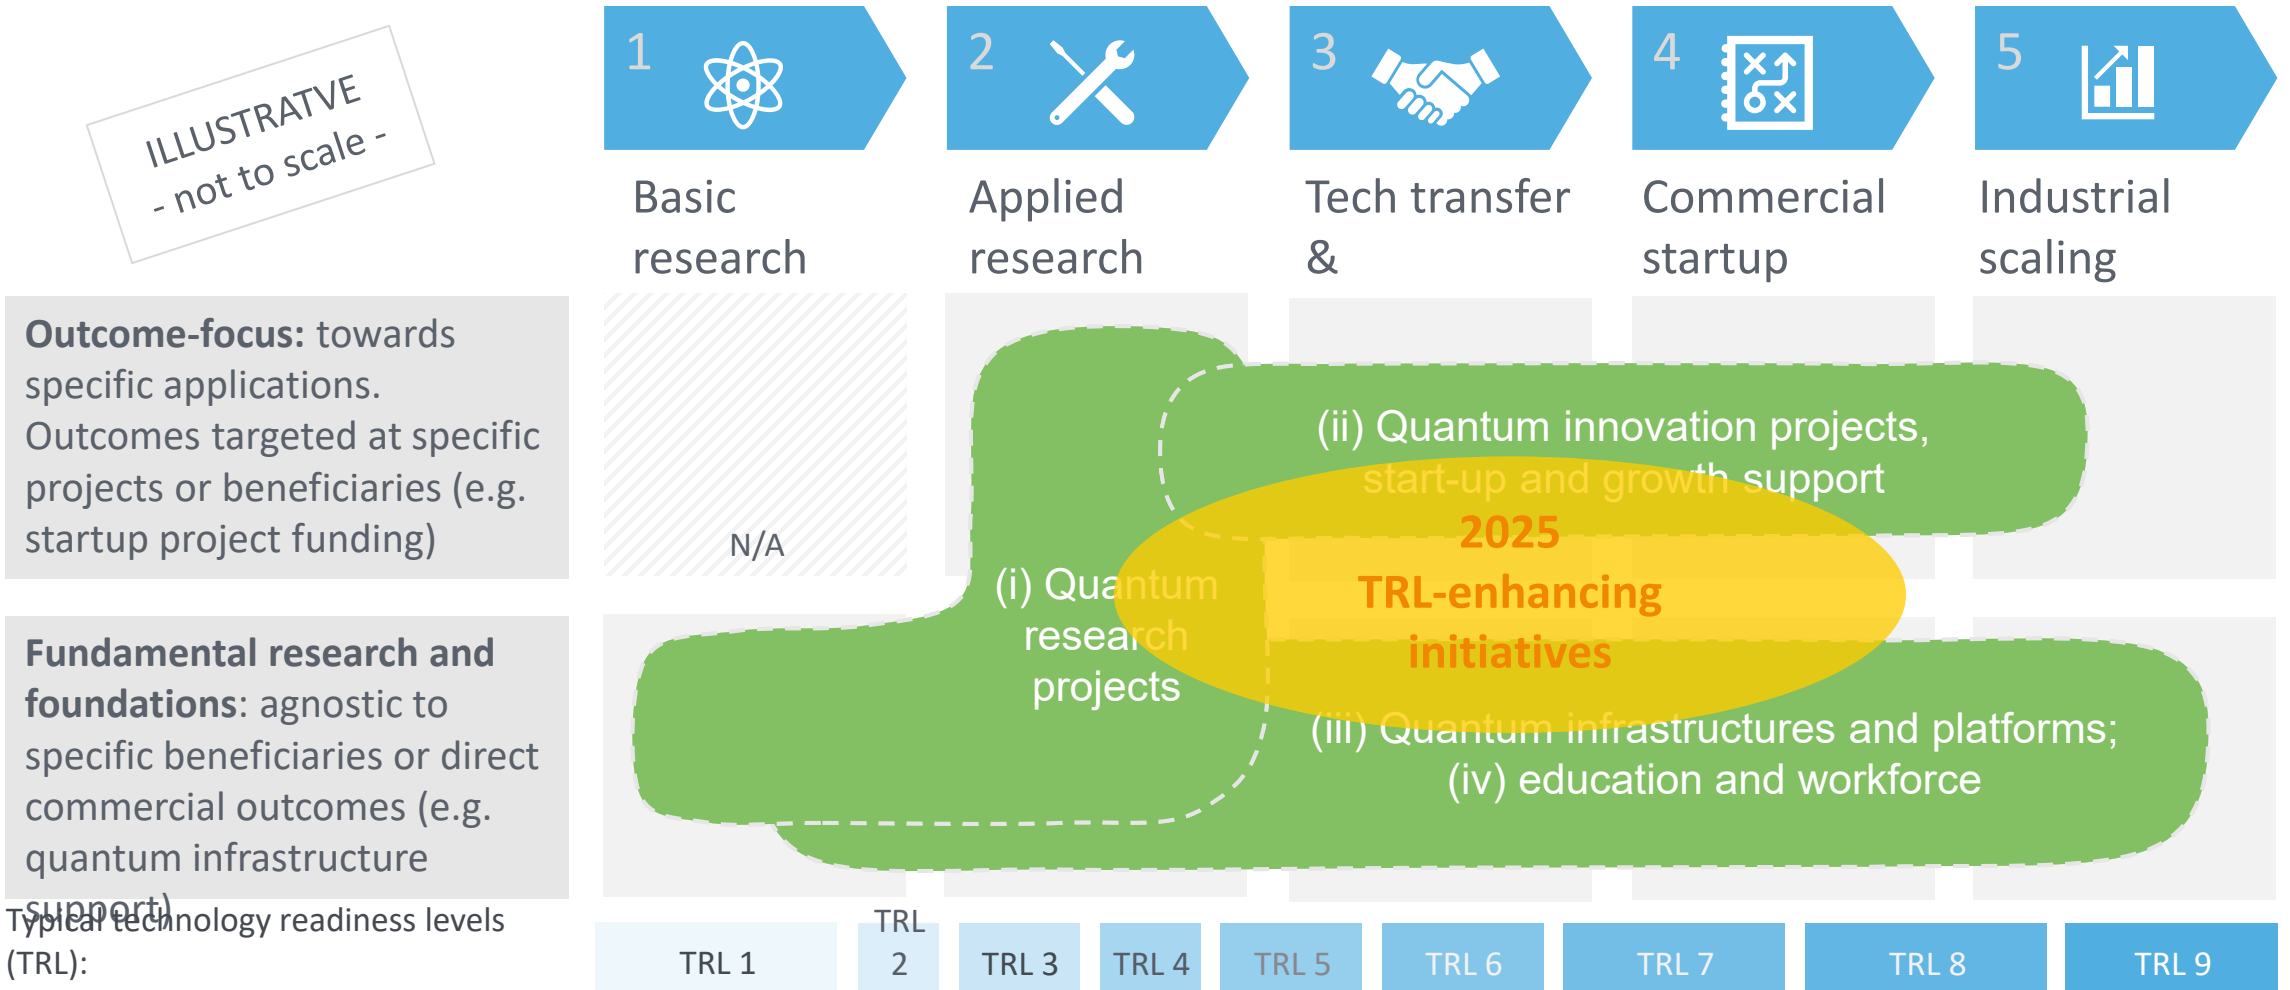 ILLUSTRATVE
- not to scale -
1
2
3
4
5
Basic
research
Applied
research
Tech transfer
&
Commercial
startup
Industrial
scaling
Outcome-focus: towards
specific applications.
Outcomes targeted at specific
projects or beneficiaries (e.g.
startup project funding)
N/A
(ii) Quantum innovation projects,
start-up and growth support
2025
TRL-enhancing
initiatives
(i) Quantum
research
projects
Fundamental research and
foundations: agnostic to
specific beneficiaries or direct
commercial outcomes (e.g.
quantum infrastructure
support)
(iii) Quantum infrastructures and platforms;
(iv) education and workforce
Typical technology readiness levels
(TRL):
TRL 1
TRL
2
TRL 3
TRL 4
TRL 5
TRL 6
TRL 7
TRL 8
TRL 9